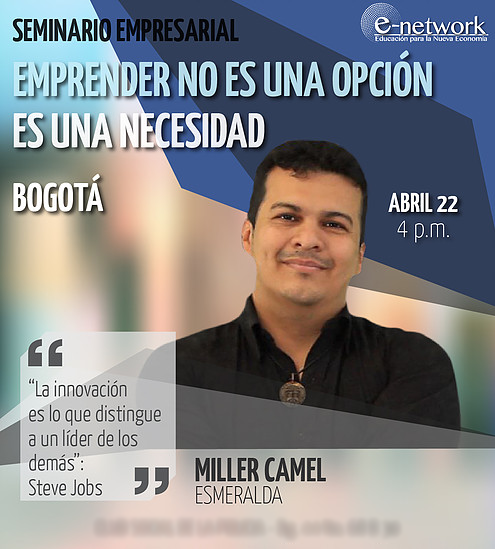 SEMINARIO EMPRESARIAL
e-network
Educación para la Nueva Economía
EMPRENDER NO ES UNA OPCIÓN
ES UNA NECESIDAD
BOGOTÁ
ABRIL 22
4 p.m.
“
“La innovación
es lo que distingue
a un líder de los
demás”:
Steve Jobs
”
MILLER CAMEL
ESMERALDA